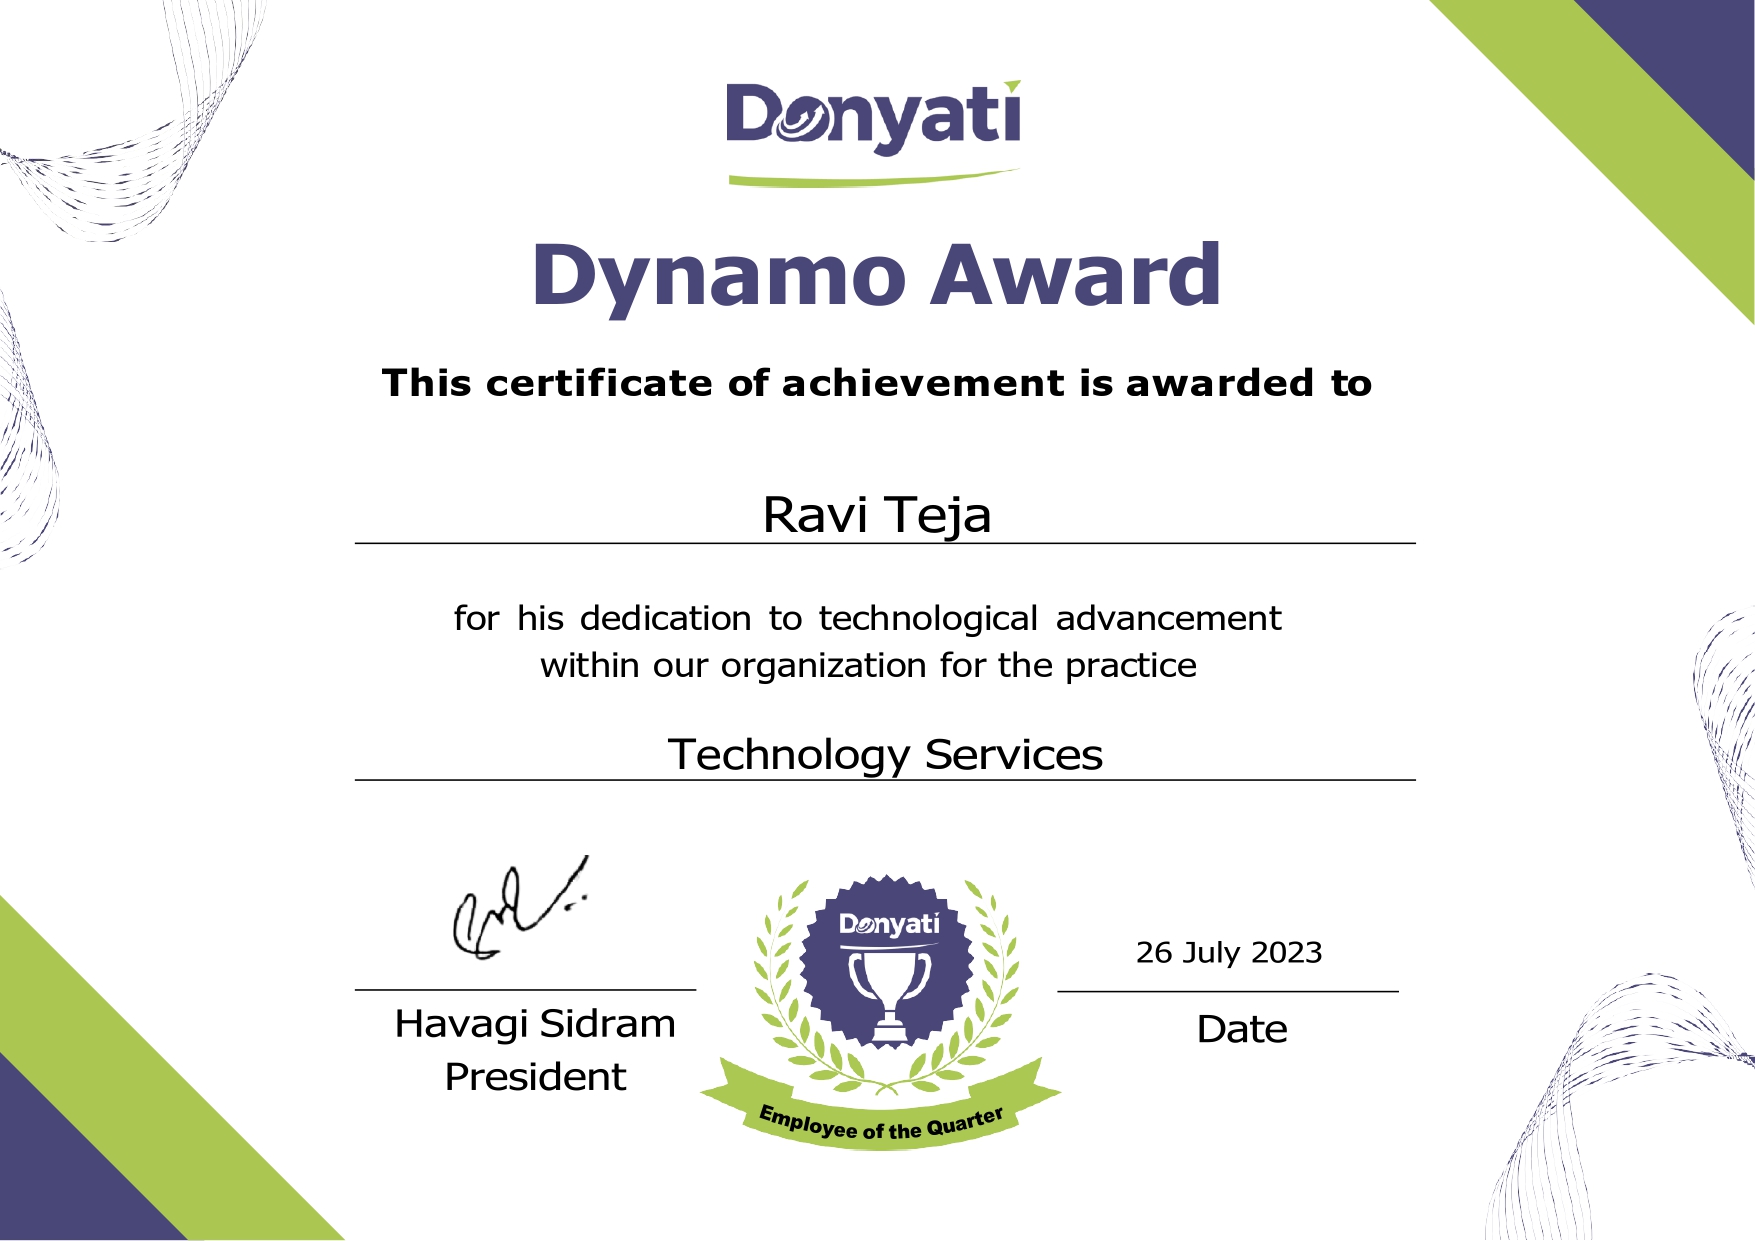 Donyati
Dynamo Award
This certificate of achievement is awarded to
Ravi Teja
for his dedication to technological advancement
within our organization for the practice
Technology Services
Havagi Sidram
President
Donyati
Employee of the Quarter
26 July 2023
Date